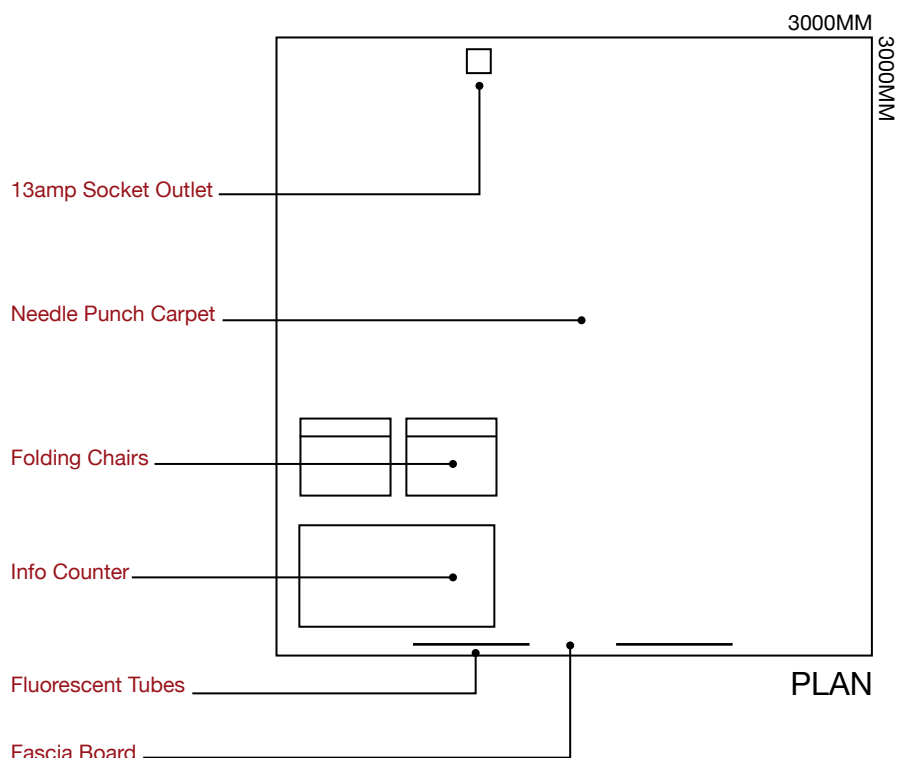 3000MM
3000MM
13amp Socket Outlet
Needle Punch Carpet
Folding Chairs
Info Counter
Fluorescent Tubes
PLAN
Fascia Board